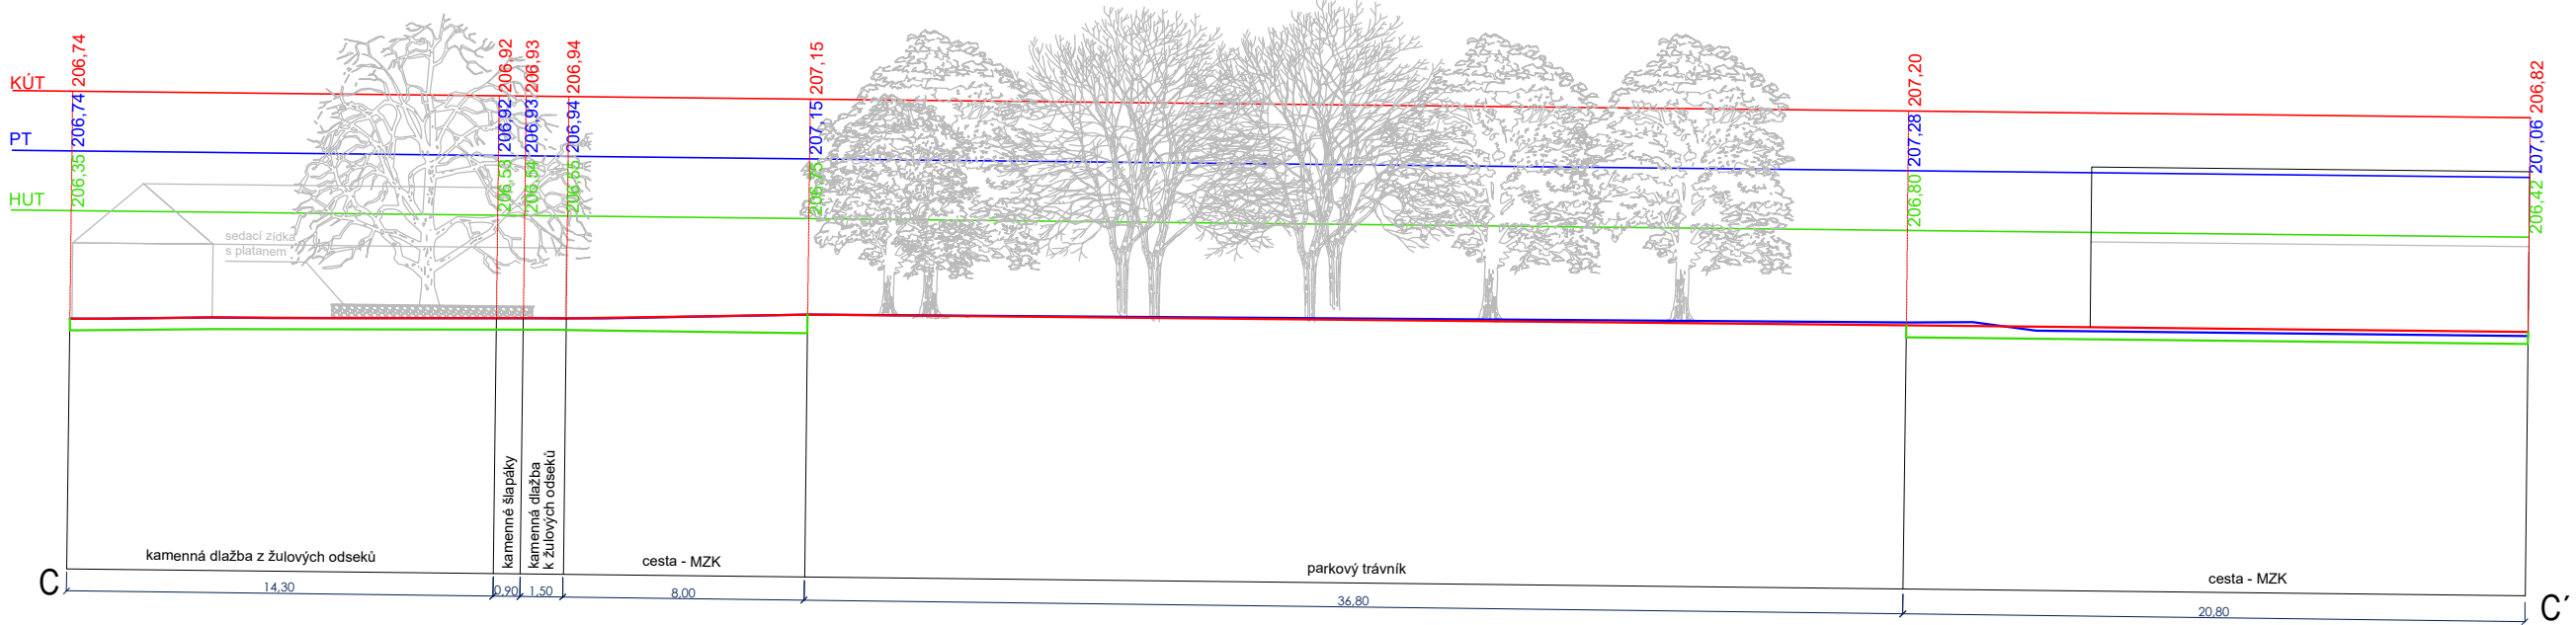 KÚT
206,74
206,92
206,93
206,94
207,15
207,20
206,82
PT
206,74
206,92
206,93
206,94
207,15
207,28
207,06
HUT
206,35
206,53
206,54
206,55
206,75
206,80
206,42
sedací zídka
s platanem
kamenná dlažba z žulových odseků
kamenné šlapáky
kamenná dlažba
k žulových odseků
cesta - MZK
parkový trávník
cesta - MZK
C
14,30
0,90
1,50
8,00
36,80
20,80
C´